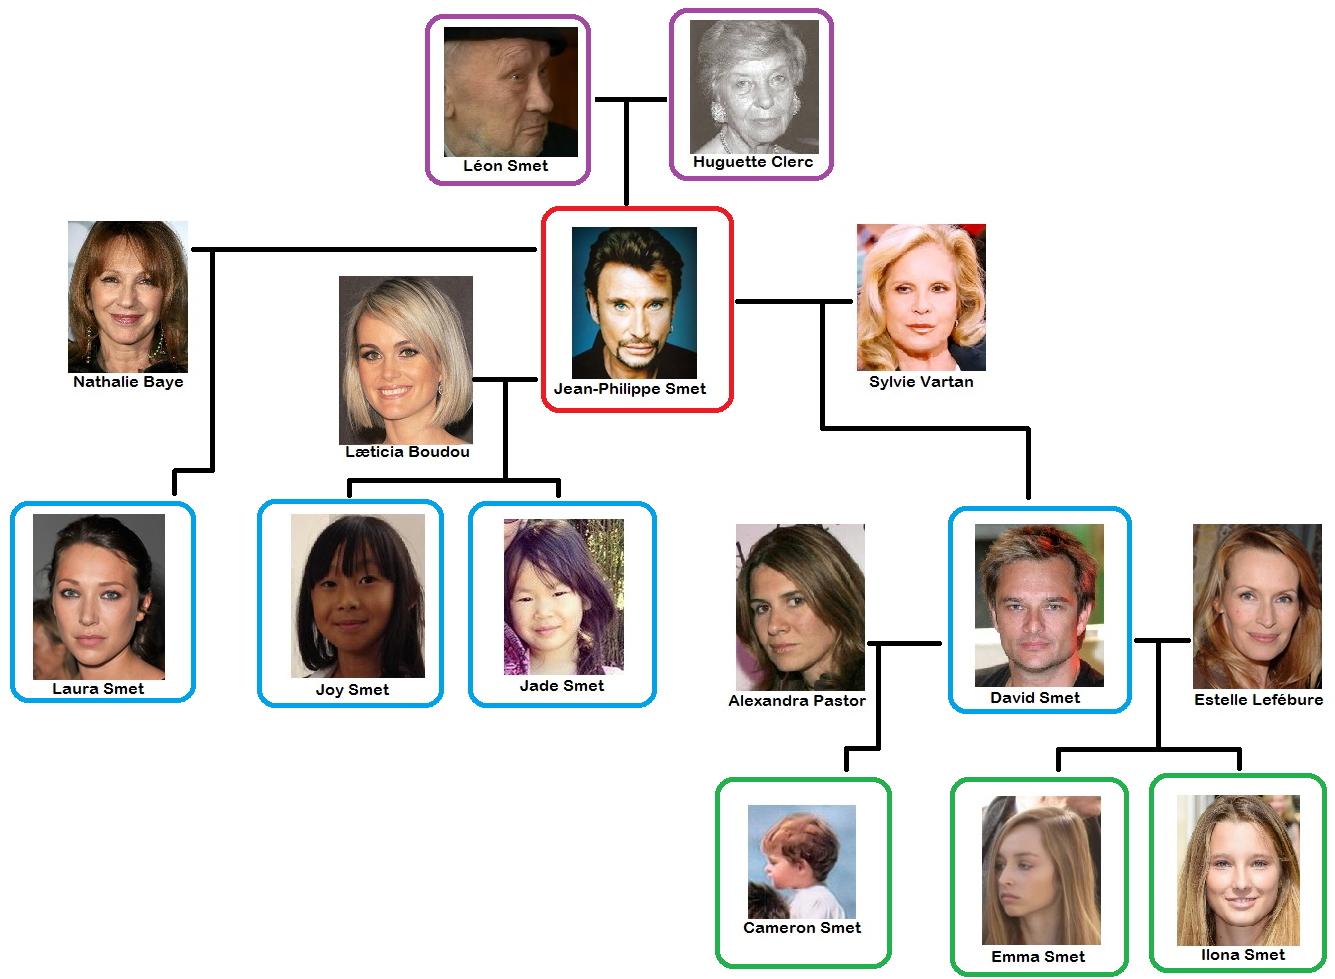 Léon Smet
Huguette Clerc
Nathalie Baye
Læticia Boudou
Jean-Philippe Smet
Sylvie Vartan
Laura Smet
Joy Smet
Jade Smet
Alexandra Pastor
David Smet
Estelle Lefébure
Cameron Smet
Emma Smet
Ilona Smet